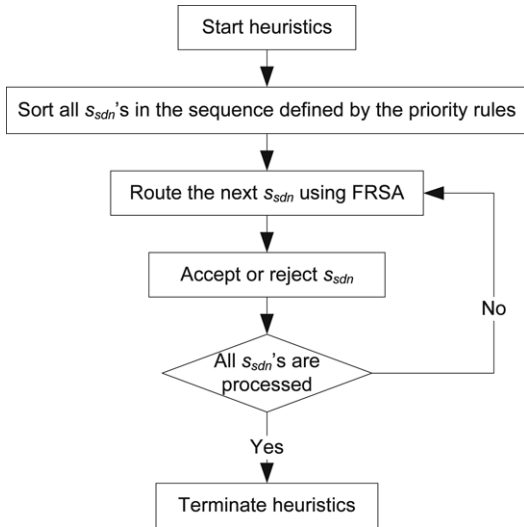 Start heuristics
Sort all s_sdn's in the sequence defined by the priority rules
Route the next s_sdn using FRSA
Accept or reject s_sdn
No
All s_sdn's are
processed
Yes
Terminate heuristics